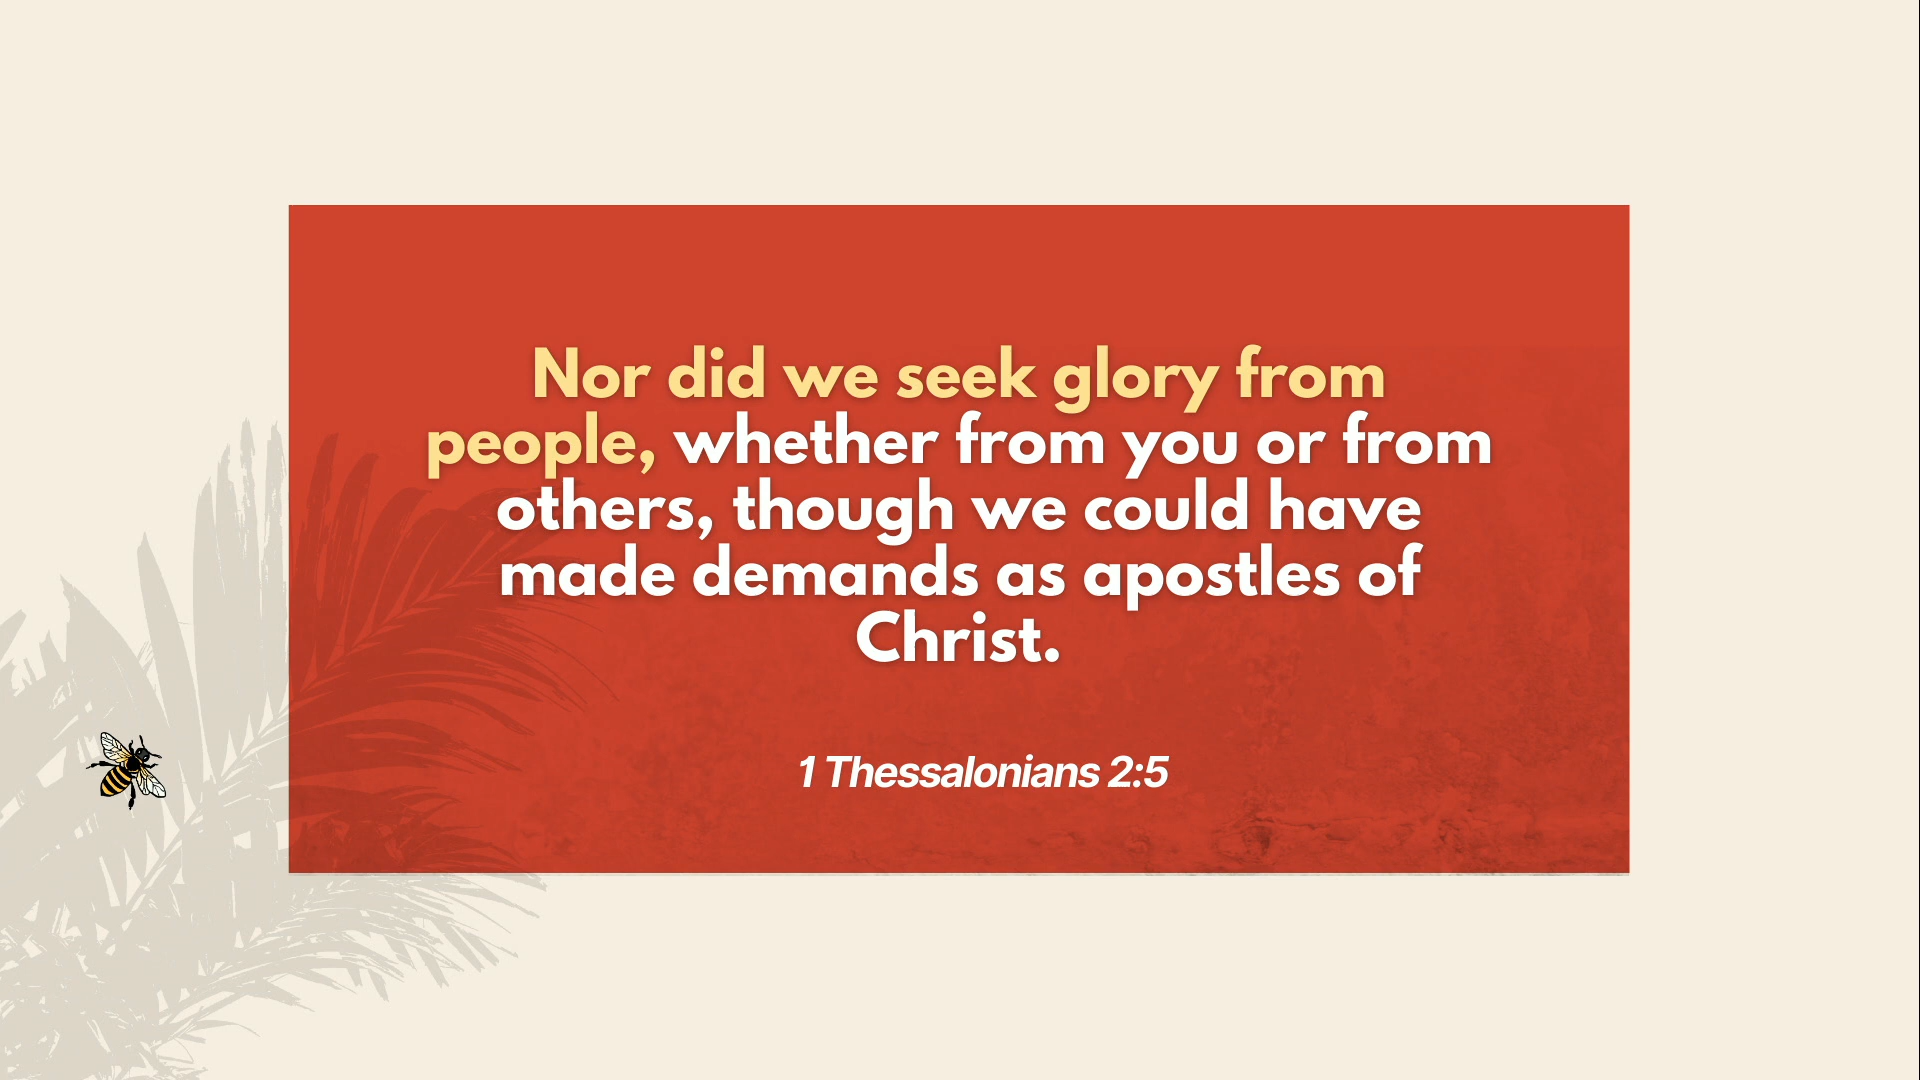 Nor did we seek glory from
people, whether from you or from
others, though we could have
made demands as apostles of
Christ.
1 Thessalonians 2:5